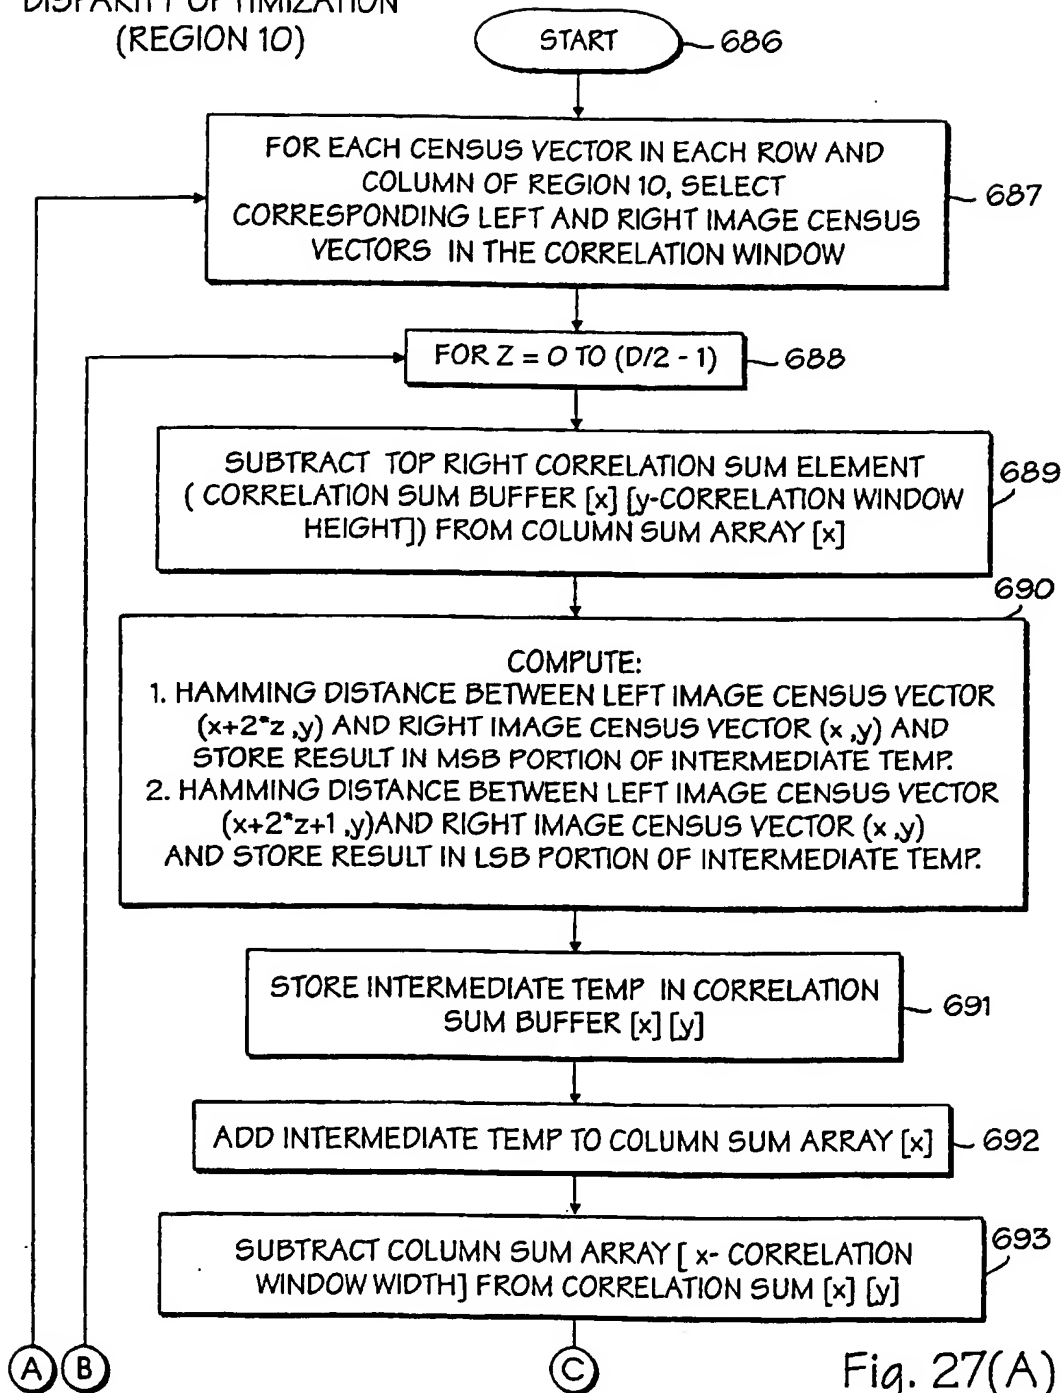 DISPARITY OPTIMIZATION
(REGION 10)
START
686
FOR EACH CENSUS VECTOR IN EACH ROW AND
COLUMN OF REGION 10, SELECT
CORRESPONDING LEFT AND RIGHT IMAGE CENSUS
VECTORS IN THE CORRELATION WINDOW
687
FOR Z = 0 TO (D/2 - 1)
688
SUBTRACT TOP RIGHT CORRELATION SUM ELEMENT
( CORRELATION SUM BUFFER [x] [y-CORRELATION WINDOW
HEIGHT]) FROM COLUMN SUM ARRAY [x]
689
690
COMPUTE:
1. HAMMING DISTANCE BETWEEN LEFT IMAGE CENSUS VECTOR
(x+2*z ,y) AND RIGHT IMAGE CENSUS VECTOR (x ,y) AND
STORE RESULT IN MSB PORTION OF INTERMEDIATE TEMP.
2. HAMMING DISTANCE BETWEEN LEFT IMAGE CENSUS VECTOR
(x+2*z+1 ,y)AND RIGHT IMAGE CENSUS VECTOR (x ,y)
AND STORE RESULT IN LSB PORTION OF INTERMEDIATE TEMP.
STORE INTERMEDIATE TEMP IN CORRELATION
SUM BUFFER [x] [y]
691
ADD INTERMEDIATE TEMP TO COLUMN SUM ARRAY [x]
692
SUBTRACT COLUMN SUM ARRAY [ x- CORRELATION
WINDOW WIDTH] FROM CORRELATION SUM [x] [y]
693
A B C
Fig. 27(A)